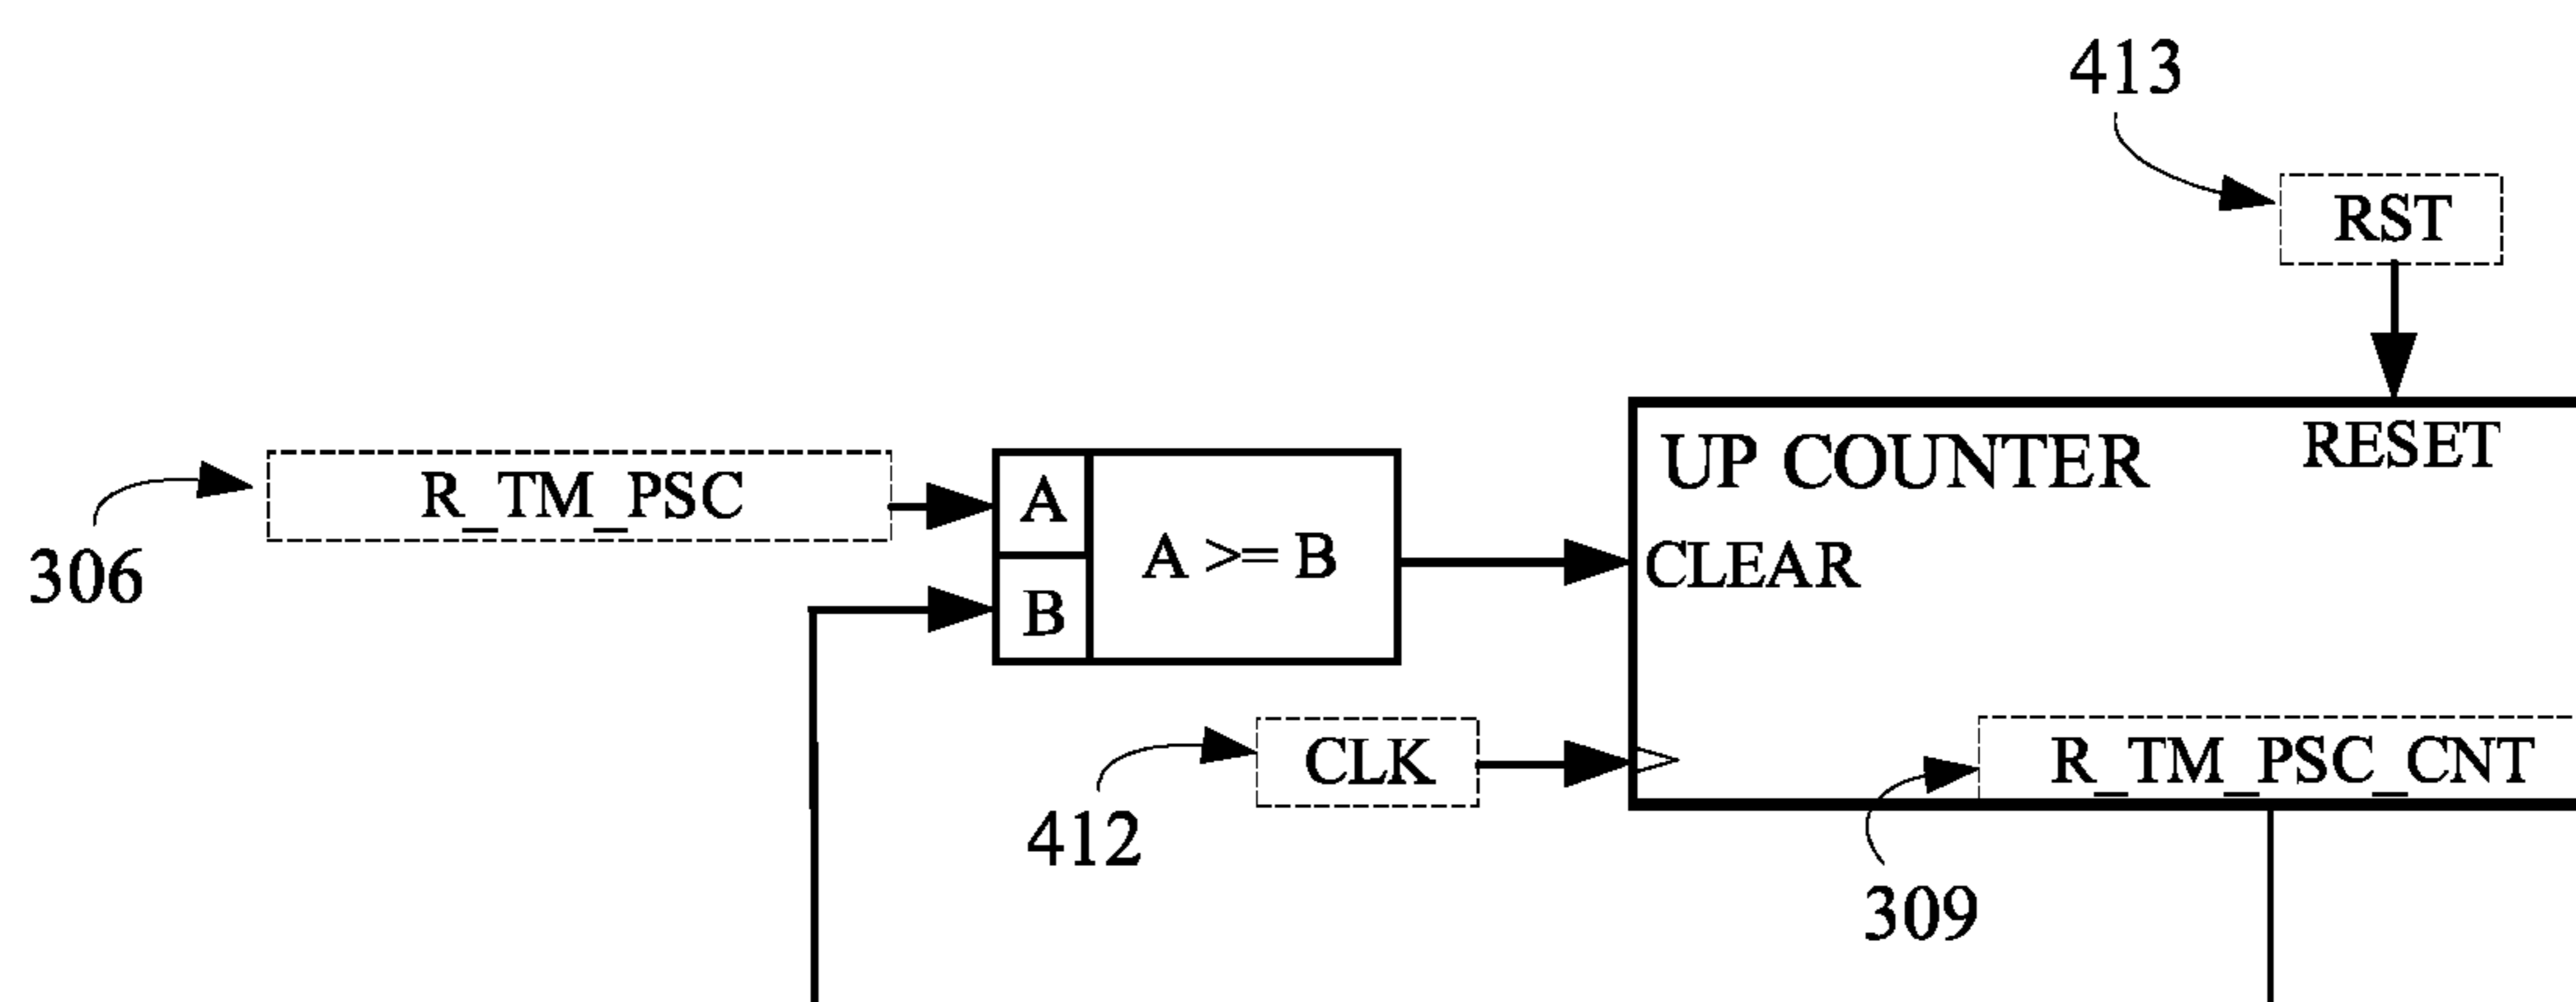 413
RST
R_TM_PSC
306
A
B
A >= B
UP COUNTER
RESET
CLEAR
CLK
412
R_TM_PSC_CNT
309